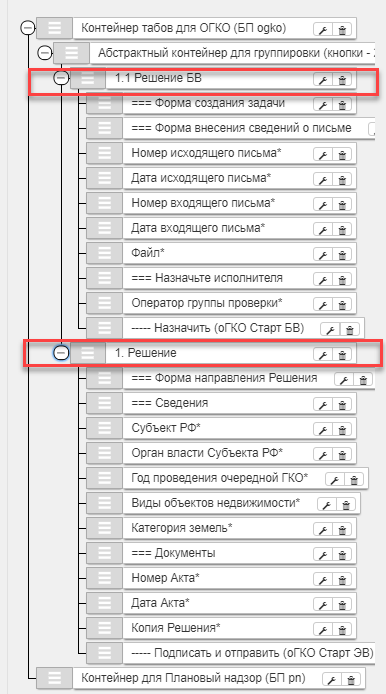 Контейнер табов для ОГКО (БП ogko)
Абстрактный контейнер для группировки (кнопки -
1.1 Решение БВ
=== Форма создания задачи
=== Форма внесения сведений о письме
Номер исходящего письма*
Дата исходящего письма*
Номер входящего письма*
Дата входящего письма*
Файл*
=== Назначьте исполнителя
Оператор группы проверки*
----- Назначить (оГКО Старт БВ)
1. Решение
=== Форма направления Решения
=== Сведения
Субъект РФ*
Орган власти Субъекта РФ*
Год проведения очередной ГКО*
Виды объектов недвижимости*
Категория земель*
=== Документы
Номер Акта*
Дата Акта*
Копия Решения*
----- Подписать и отправить (оГКО Старт ЭВ)
Контейнер для Плановый надзор (БП pn)